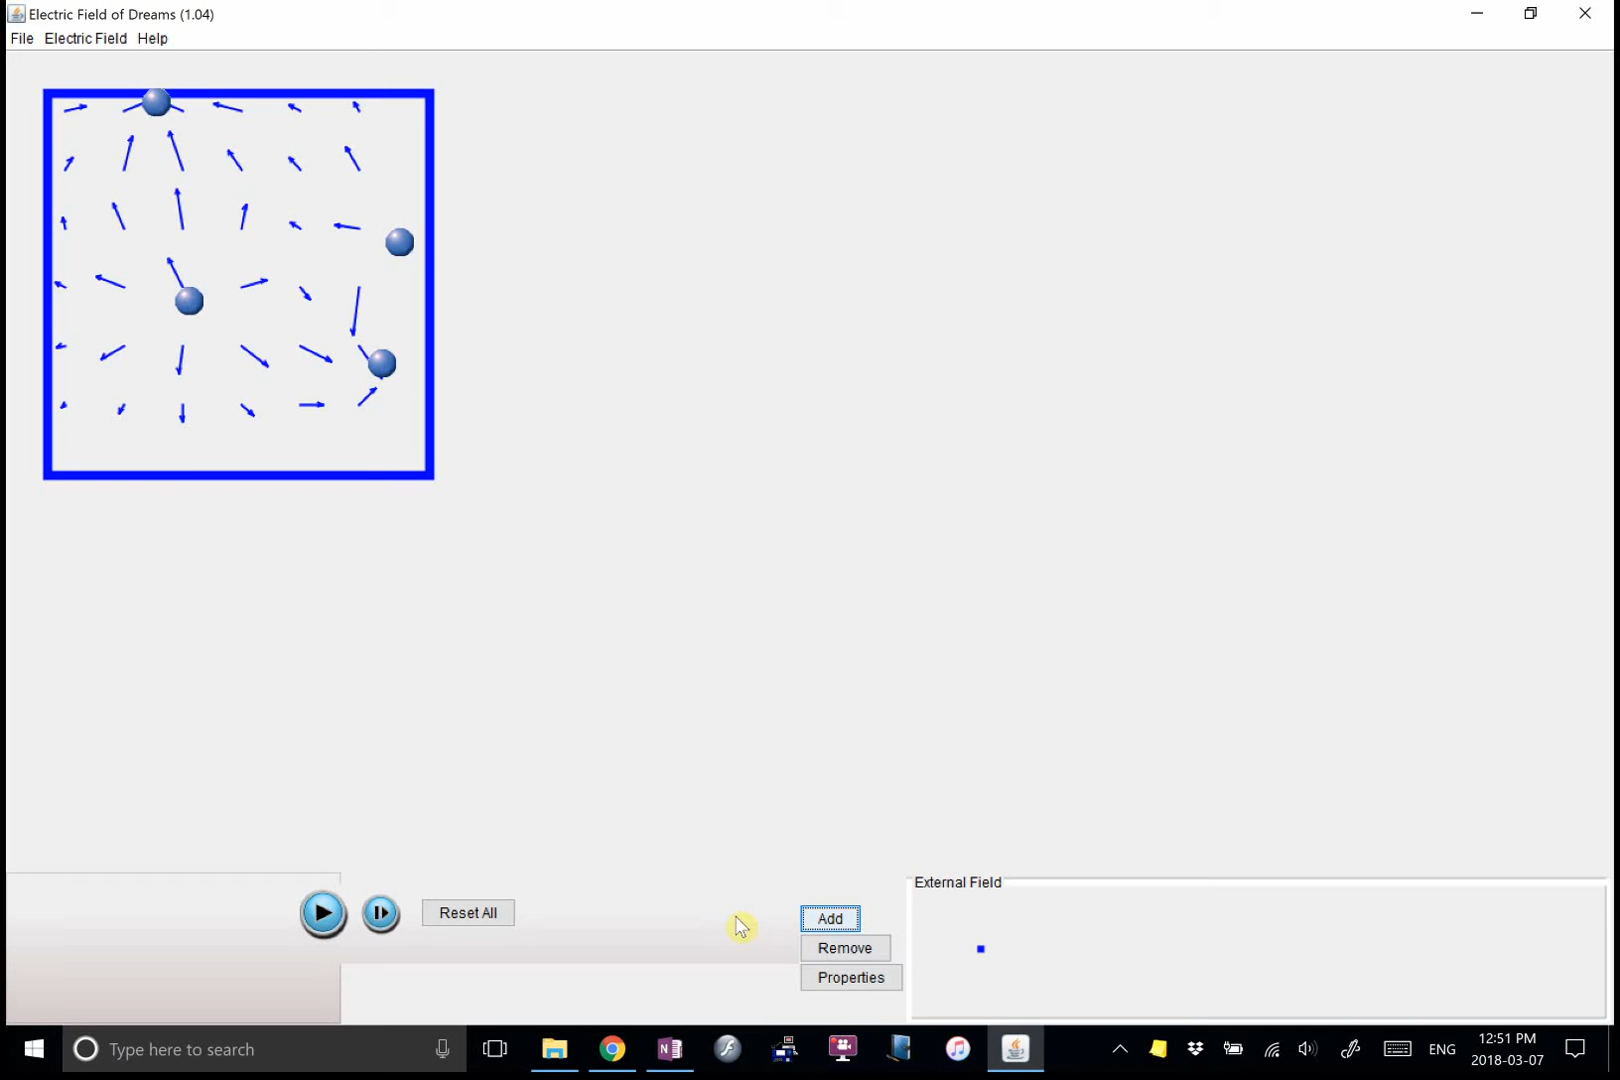 Electric Field of Dreams (1.04)
File Electric Field Help
Reset All
Add
Remove
Properties
External Field
Type here to search
N
f
ENG
12:51 PM
2018-03-07